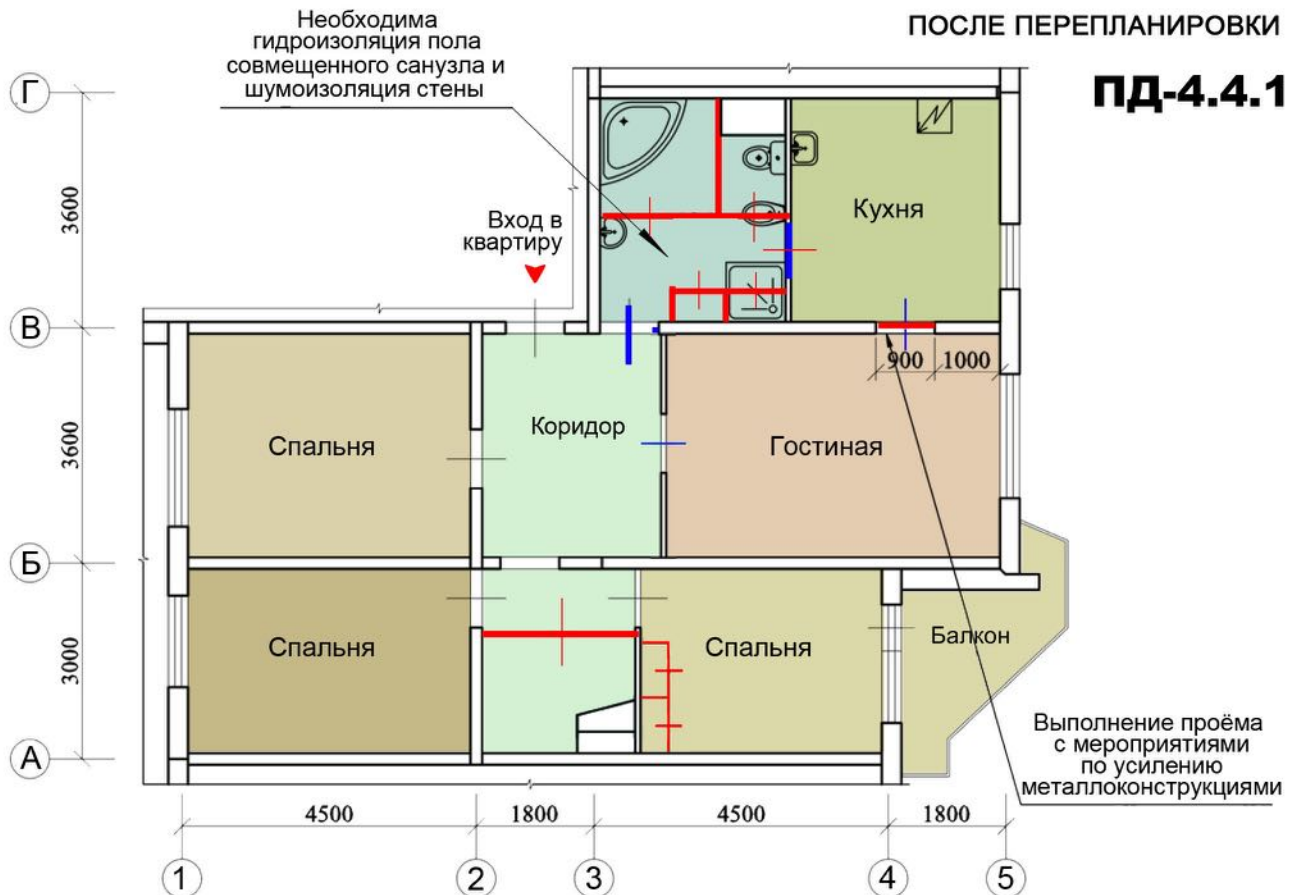 ПОСЛЕ ПЕРЕПЛАНИРОВКИ
ПД-4.4.1
Необходима
гидроизоляция пола
совмещенного санузла и
шумоизоляция стены
Г
3600
Вход в
квартиру
Кухня
В
900
1000
3600
Спальня
Коридор
Гостиная
Б
3000
Спальня
Спальня
Балкон
А
Выполнение проёма
с мероприятиями
по усилению
металлоконструкциями
4500
1800
4500
1800
1
2
3
4
5